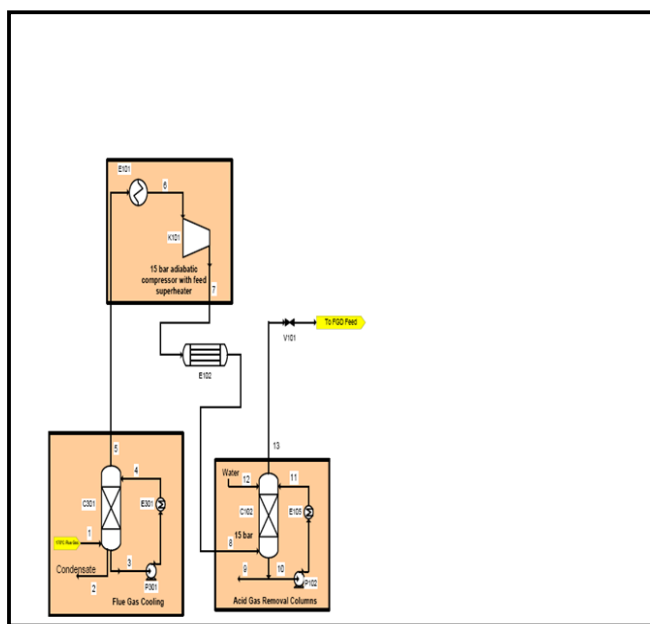 E101
6
K101
15 bar adiabatic
compressor with feed
superheater
7
To FGD Feed
V101
E102
5
13
4
Water
12
11
C301
E301
C102
E105
1
15 bar
8
Condensate
3
2
P301
9
10
P102
Flue Gas Cooling
Acid Gas Removal Columns